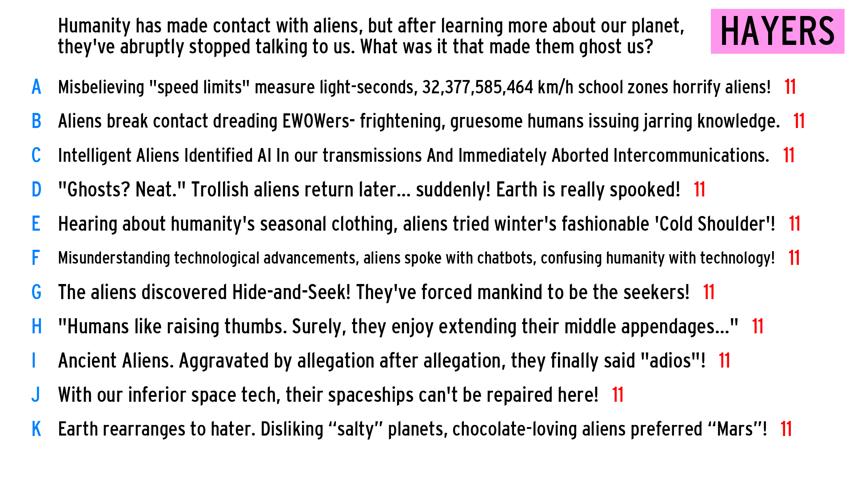 Humanity has made contact with aliens, but after learning more about our planet,
they've abruptly stopped talking to us. What was it that made them ghost us?
HAYERS
A Misbelieving "speed limits" measure light-seconds, 32,377,585,464 km/h school zones horrify aliens! 11
B Aliens break contact dreading EWOWers- frightening, gruesome humans issuing jarring knowledge. 11
C Intelligent Aliens Identified AI In our transmissions And Immediately Aborted Intercommunications. 11
D "Ghosts? Neat." Trollish aliens return later... suddenly! Earth is really spooked! 11
E Hearing about humanity's seasonal clothing, aliens tried winter's fashionable 'Cold Shoulder'! 11
F Misunderstanding technological advancements, aliens spoke with chatbots, confusing humanity with technology! 11
G The aliens discovered Hide-and-Seek! They've forced mankind to be the seekers! 11
H "Humans like raising thumbs. Surely, they enjoy extending their middle appendages..." 11
I Ancient Aliens. Aggravated by allegation after allegation, they finally said "adios"! 11
J With our inferior space tech, their spaceships can't be repaired here! 11
K Earth rearranges to hater. Disliking “salty” planets, chocolate-loving aliens preferred “Mars”! 11